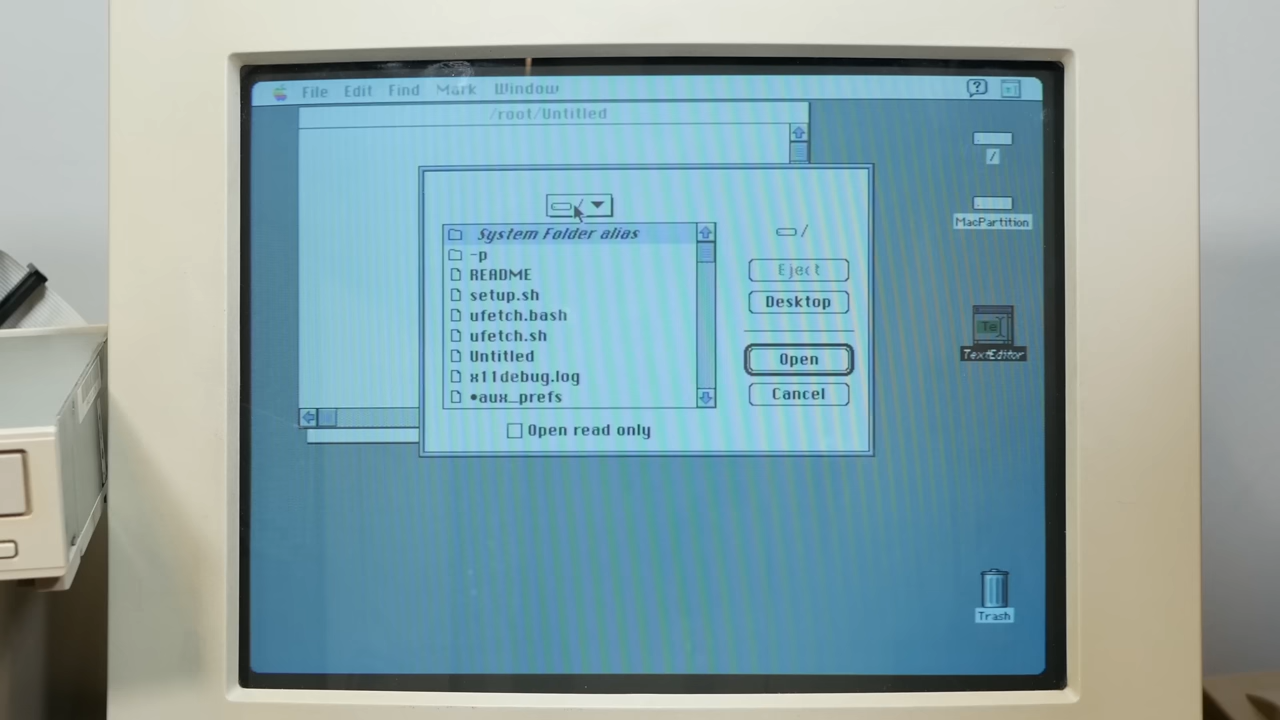 File Edit Find Mark Window ?
/root/Untitled
/
System Folder alias
-p
README
setup.sh
ufetch.bash
ufetch.sh
Untitled
x11debug.log
•aux_prefs
Open read only
/
Eject
Desktop
Open
Cancel
/
MacPartition
Te
TextEditor
Trash